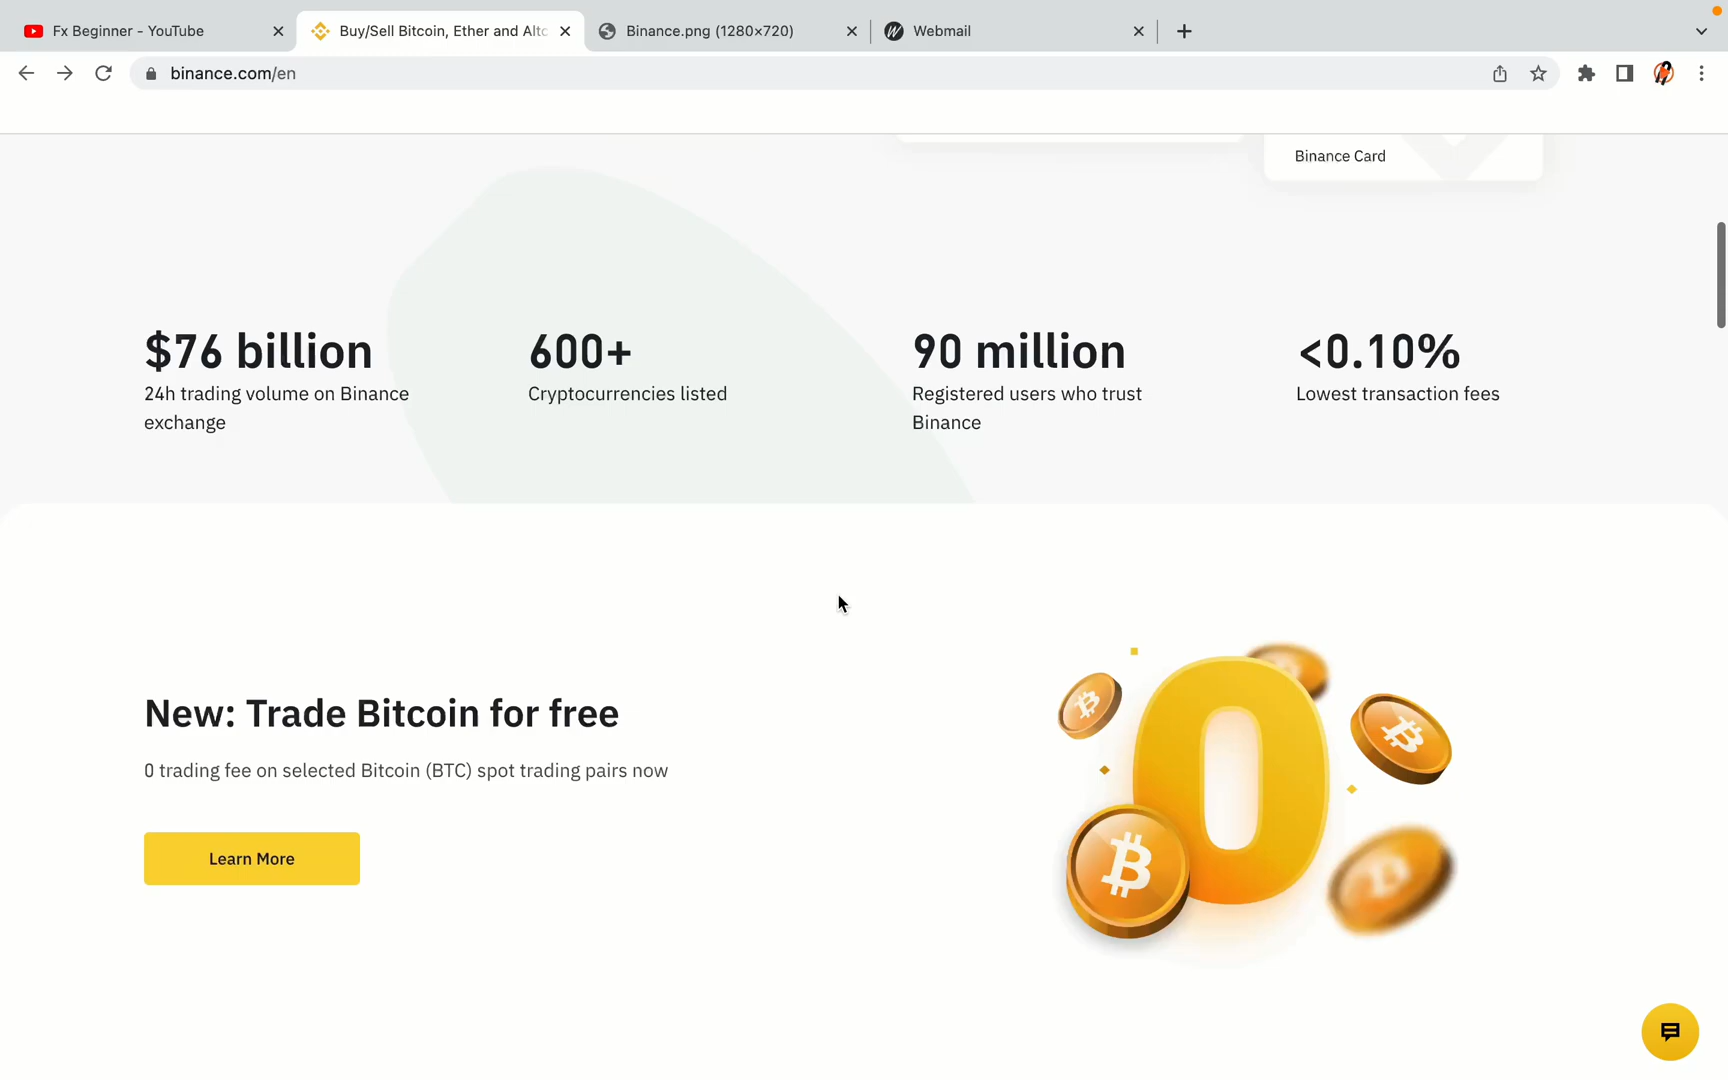 Fx Beginner - YouTube
Buy/Sell Bitcoin, Ether and Altc
Binance.png (1280×720)
Webmail
binance.com/en
Binance Card
$76 billion
24h trading volume on Binance
exchange
600+
Cryptocurrencies listed
90 million
Registered users who trust
Binance
<0.10%
Lowest transaction fees
New: Trade Bitcoin for free
0 trading fee on selected Bitcoin (BTC) spot trading pairs now
Learn More
0